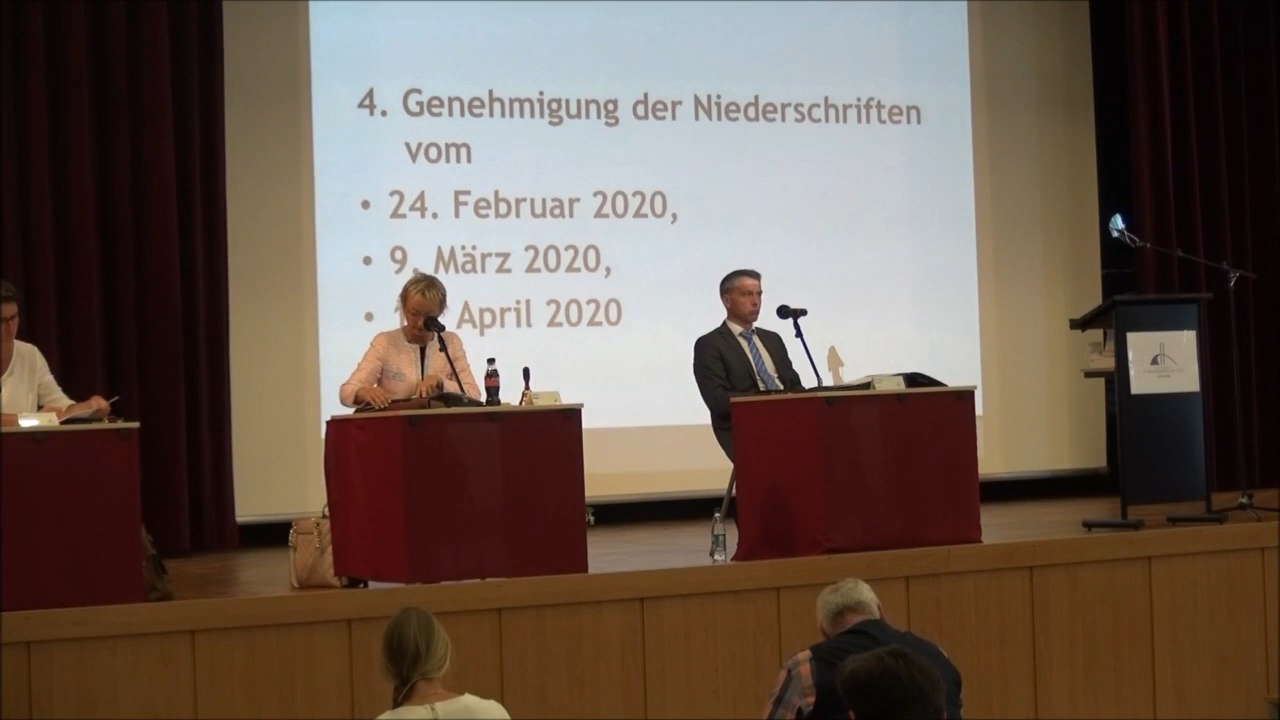 4. Genehmigung der Niederschriften
vom
• 24. Februar 2020,
• 9. März 2020,
• April 2020